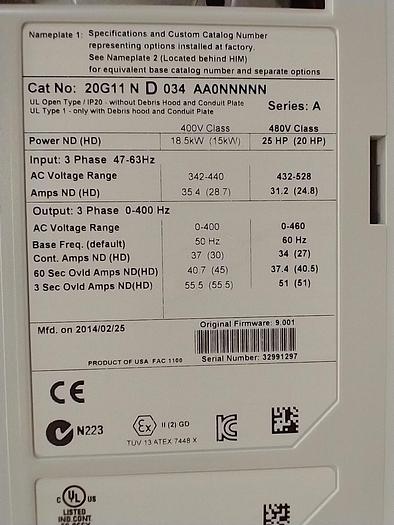 Nameplate 1: Specifications and Custom Catalog Number
representing options installed at factory.
See Nameplate 2 (Located behind HIM)
for equivalent base catalog number and separate options
Cat No: 20G11 N D 034 AA0NNNNN
UL Open Type / IP20 - without Debris Hood and Conduit Plate
UL Type 1 - only with Debris hood and Conduit Plate
Series: A
400V Class 480V Class
Power ND (HD) 18.5kW (15kW) 25 HP (20 HP)
Input: 3 Phase 47-63Hz
AC Voltage Range 342-440 432-528
Amps ND (HD) 35.4 (28.7) 31.2 (24.8)
Output: 3 Phase 0-400 Hz
AC Voltage Range 0-400 0-460
Base Freq. (default) 50 Hz 60 Hz
Cont. Amps ND (HD) 37 (30) 34 (27)
60 Sec Ovld Amps ND(HD) 40.7 (45) 37.4 (40.5)
3 Sec Ovld Amps ND(HD) 55.5 (55.5) 51 (51)
Mfd. on 2014/02/25
Original Firmware: 9.001
PRODUCT OF USA FAC 1100
Serial Number: 32991297
CE
N223
Ex II (2) GD
TUV 13 ATEX 7448 X
C UL US
LISTED
IND.CONT.